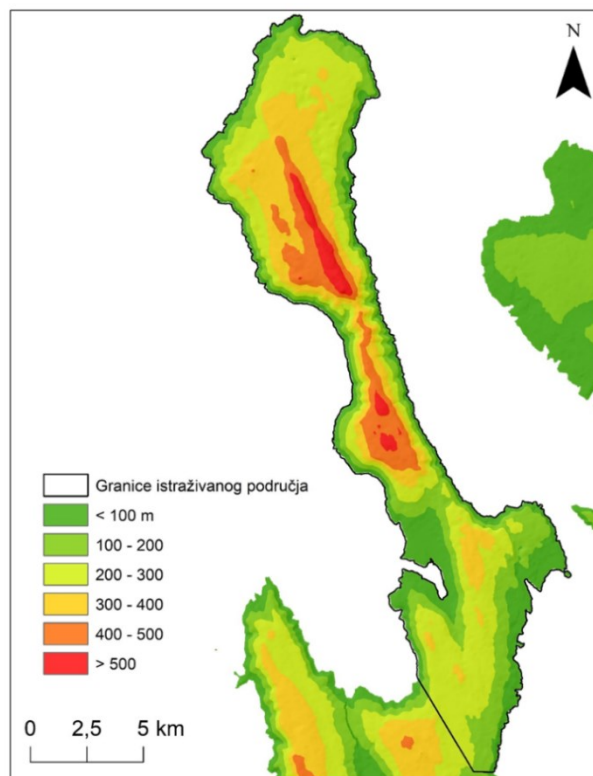 N
Granice istraživanog područja
< 100 m
100 - 200
200 - 300
300 - 400
400 - 500
> 500
0 2,5 5 km